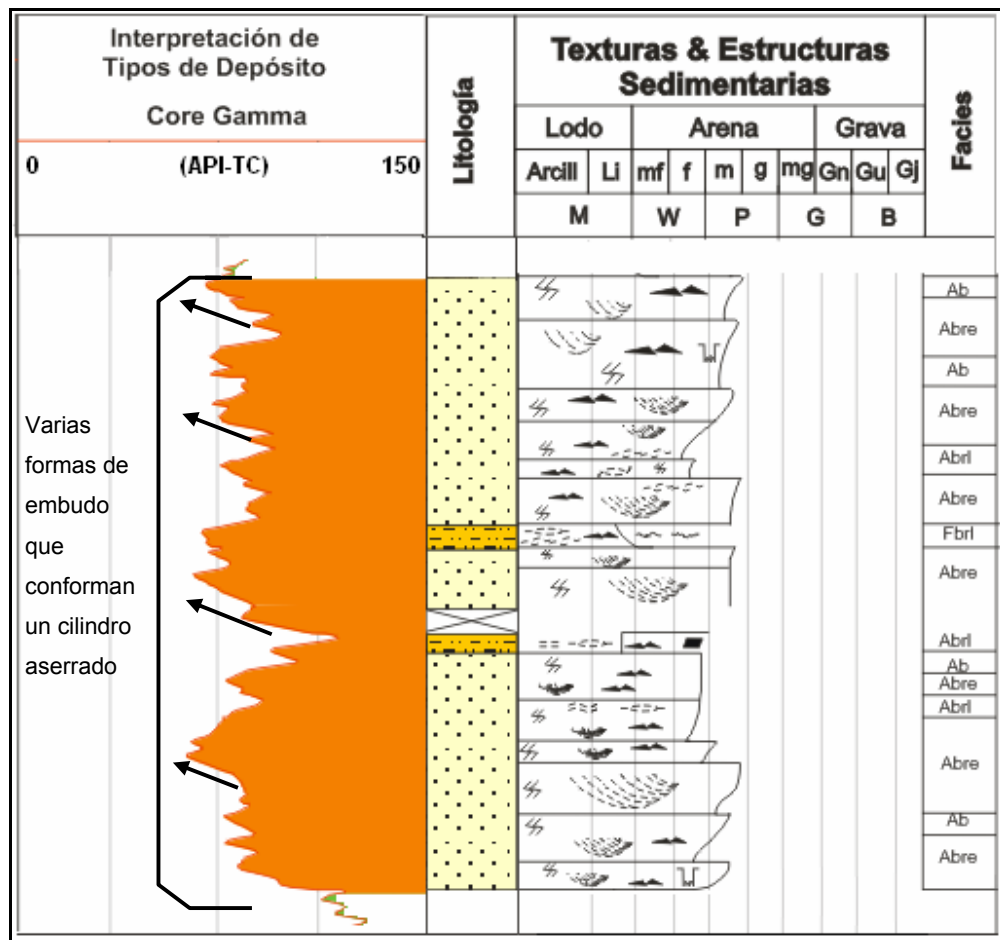 Interpretación de
Tipos de Depósito
Core Gamma
0 (API-TC) 150
Litología
Texturas & Estructuras
Sedimentarias
Lodo Arena Grava
Arcill Li mf f m g mg Gn Gu Gj
M W P G B
Facies
Varias
formas de
embudo
que
conforman
un cilindro
aserrado
Ab
Abre
Ab
Abre
Abrl
Abre
Fbrl
Abre
Abrl
Ab
Abre
Abrl
Abre
Ab
Abre